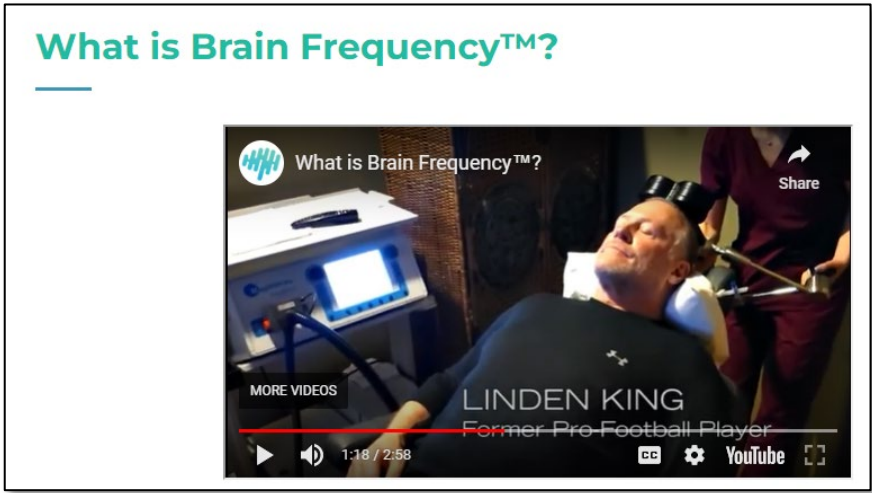 What is Brain Frequency™?
What is Brain Frequency™?
Share
MORE VIDEOS
LINDEN KING
Former Pro-Football Player
1:18 / 2:58
CC
YouTube